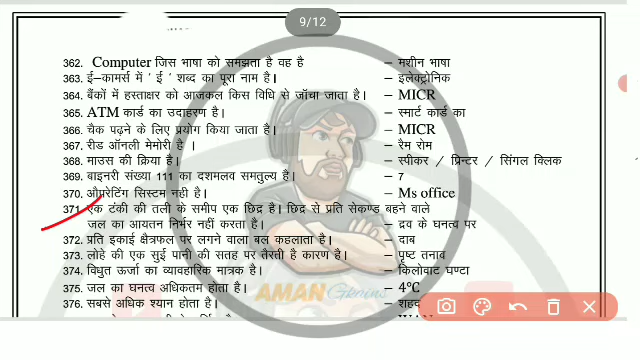 9/12
362. Computer जिस भाषा को समझता है वह है – मशीन भाषा
363. ई–कामर्स में ' ई ' शब्द का पूरा नाम है। – इलेक्ट्रोनिक
364. बैंकों में हस्ताक्षर को आजकल किस विधि से जॉचा जाता है। – MICR
365. ATM कार्ड का उदाहरण है। – स्मार्ट कार्ड का
366. चैक पढ़ने के लिए प्रयोग किया जाता है। – MICR
367. रीड ऑनली मेमोरी है । – रैम रोम
368. माउस की क्रिया है। – स्पीकर / प्रिन्टर / सिंगल क्लिक
369. बाइनरी संख्या 111 का दशमलव समतुल्य है। – 7
370. औप्ररेटिंग सिस्टम नही है। – Ms office
371. एक टंकी की तली के समीप एक छिद्र है। छिद्र से प्रति सेकण्ड बहने वाले
जल का आयतन निर्भर नहीं करता है। – द्रव के घनत्व पर
372. प्रति इकाई क्षैत्रफल पर लगने वाला बल कहलाता है। – दाब
373. लोहे की एक सुई पानी की सतह पर तैरती है कारण है। – पृष्ट तनाव
374. विधुत ऊर्जा का व्यावहारिक मात्रक है। – किलोवाट घण्टा
375. जल का घनत्व अधिकतम होता है। – 4°C
376. सबसे अधिक श्यान होता है। – शहद
AMAN Gkgains